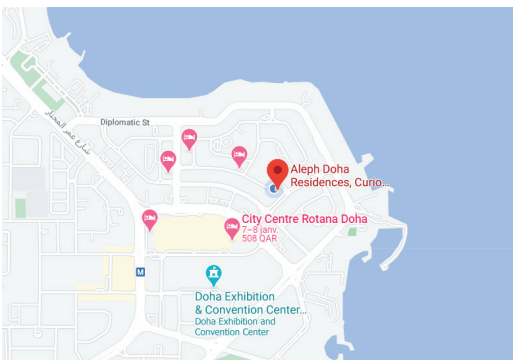 Diplomatic St
شارع عمر المختار
Aleph Doha
Residences, Curio...
City Centre Rotana Doha
7–8 janv.
508 QAR
M
Doha Exhibition
& Convention Center...
Doha Exhibition and
Convention Center